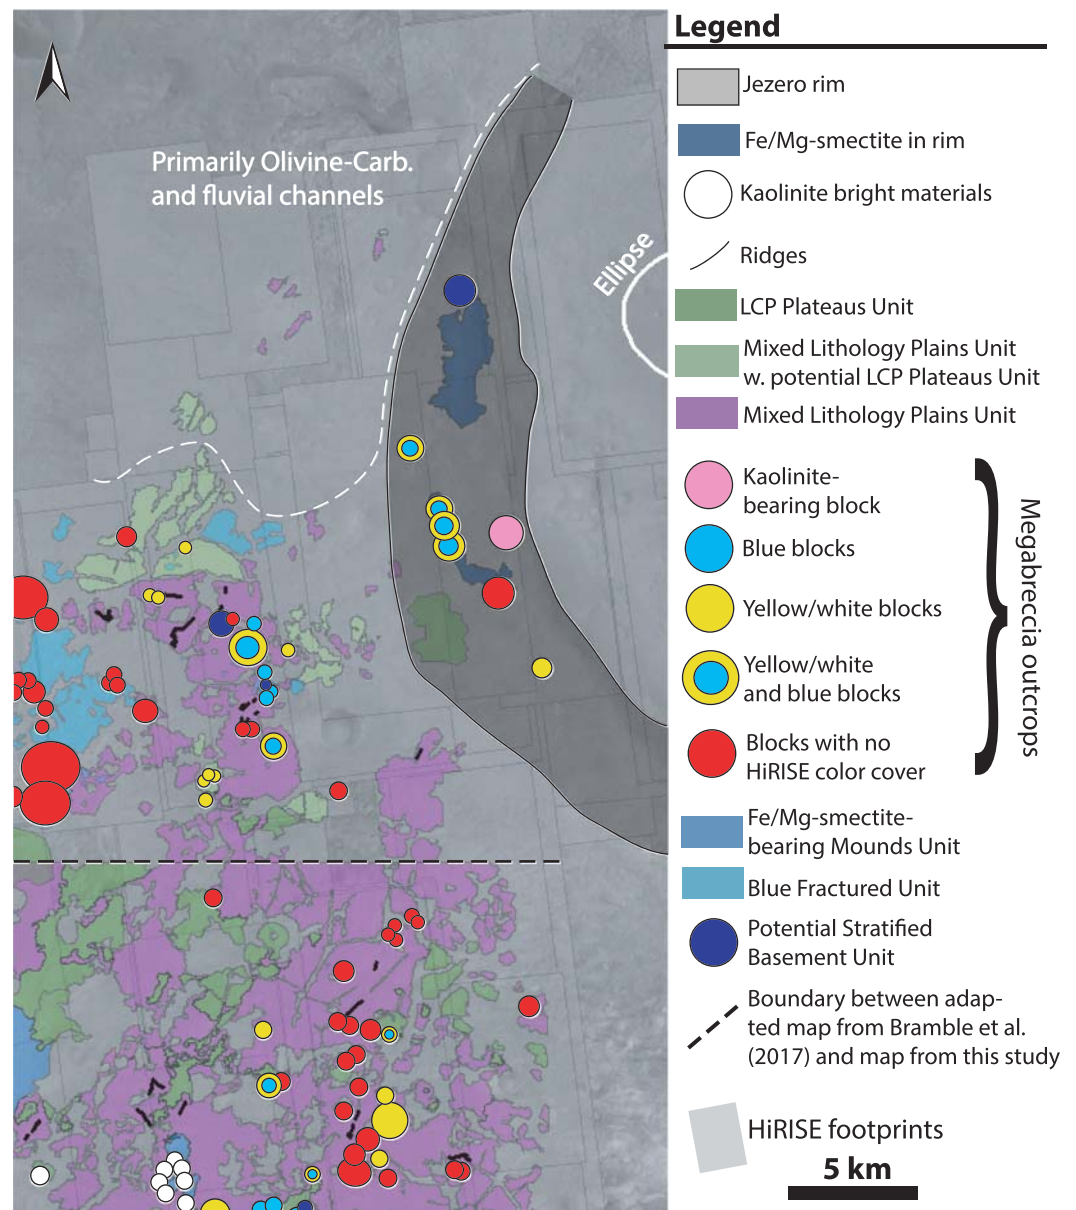 Primarily Olivine-Carb.
and fluvial channels
Ellipse
Legend
Jezero rim
Fe/Mg-smectite in rim
Kaolinite bright materials
Ridges
LCP Plateaus Unit
Mixed Lithology Plains Unit
w. potential LCP Plateaus Unit
Mixed Lithology Plains Unit
Kaolinite-
bearing block
Blue blocks
Yellow/white blocks
Yellow/white
and blue blocks
Blocks with no
HiRISE color cover
Megabreccia outcrops
Fe/Mg-smectite-
bearing Mounds Unit
Blue Fractured Unit
Potential Stratified
Basement Unit
Boundary between adap-
ted map from Bramble et al.
(2017) and map from this study
HiRISE footprints
5 km